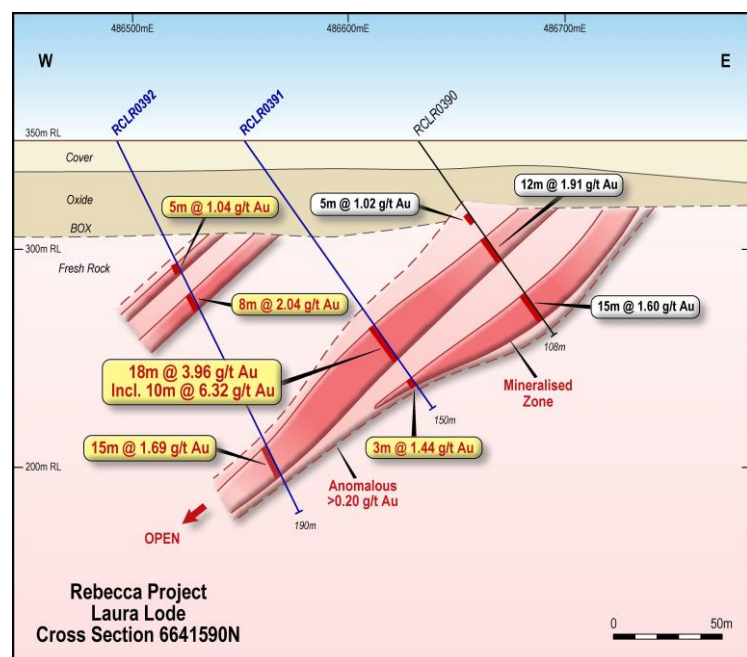 486500mE
486600mE
486700mE
W
E
RCLR0392
RCLR0391
RCLR0390
350m RL
Cover
Oxide
BOX
300m RL
Fresh Rock
5m @ 1.04 g/t Au
5m @ 1.02 g/t Au
12m @ 1.91 g/t Au
8m @ 2.04 g/t Au
15m @ 1.60 g/t Au
108m
18m @ 3.96 g/t Au
Incl. 10m @ 6.32 g/t Au
Mineralised
Zone
150m
15m @ 1.69 g/t Au
3m @ 1.44 g/t Au
200m RL
Anomalous
>0.20 g/t Au
190m
OPEN
Rebecca Project
Laura Lode
Cross Section 6641590N
0
50m